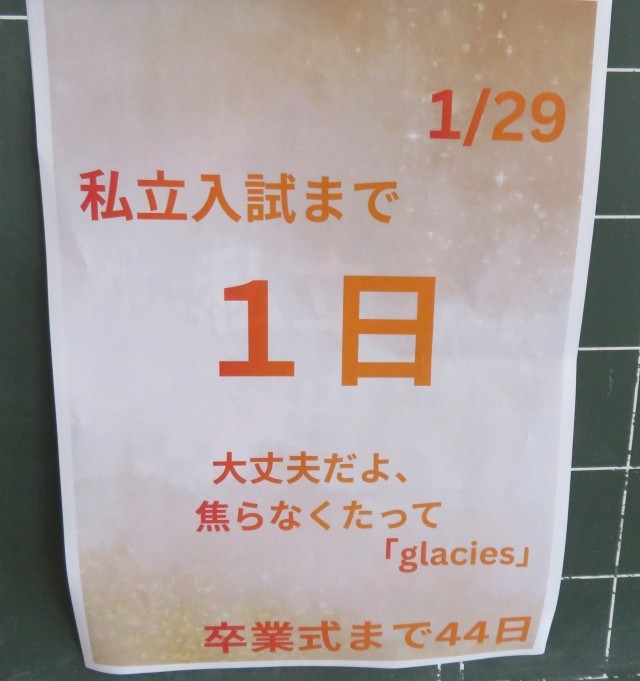 1/29
私立入試まで
1日
大丈夫だよ、
焦らなくたって
「glacies」
卒業式まで44日